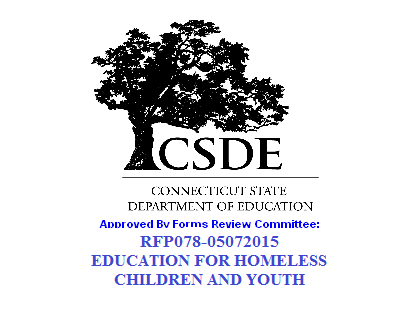 CSDE
CONNECTICUT STATE
DEPARTMENT OF EDUCATION
Approved By Forms Review Committee:
RFP078-05072015
EDUCATION FOR HOMELESS
CHILDREN AND YOUTH